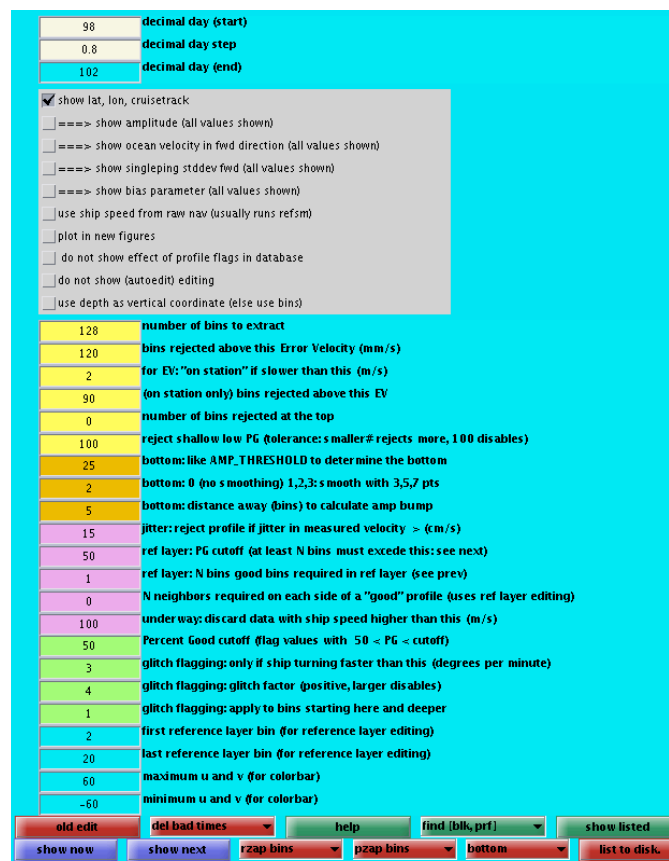 98 decimal day (start)
0.8 decimal day step
102 decimal day (end)
show lat, lon, cruisetrack
===> show amplitude (all values shown)
===> show ocean velocity in fwd direction (all values shown)
===> show singleping stddev fwd (all values shown)
===> show bias parameter (all values shown)
use ship speed from raw nav (usually runs refsm)
plot in new figures
do not show effect of profile flags in database
do not show (autoedit) editing
use depth as vertical coordinate (else use bins)
128 number of bins to extract
120 bins rejected above this Error Velocity (mm/s)
2 for EV: "on station" if slower than this (m/s)
90 (on station only) bins rejected above this EV
0 number of bins rejected at the top
100 reject shallow low PG (tolerance: smaller# rejects more, 100 disables)
25 bottom: like AMP_THRESHOLD to determine the bottom
2 bottom: 0 (no smoothing) 1,2,3: smooth with 3,5,7 pts
5 bottom: distance away (bins) to calculate amp bump
15 jitter: reject profile if jitter in measured velocity > (cm/s)
50 ref layer: PG cutoff (at least N bins must excede this: see next)
1 ref layer: N bins good bins required in ref layer (see prev)
0 N neighbors required on each side of a "good" profile (uses ref layer editing)
100 underway: discard data with ship speed higher than this (m/s)
50 Percent Good cutoff (flag values with 50 < PG < cutoff)
3 glitch flagging: only if ship turning faster than this (degrees per minute)
4 glitch flagging: glitch factor (positive, larger disables)
1 glitch flagging: apply to bins starting here and deeper
2 first reference layer bin (for reference layer editing)
20 last reference layer bin (for reference layer editing)
60 maximum u and v (for colorbar)
-60 minimum u and v (for colorbar)
old edit del bad times help find [blk,prf] show listed
show now show next rzap bins pzap bins bottom list to disk.